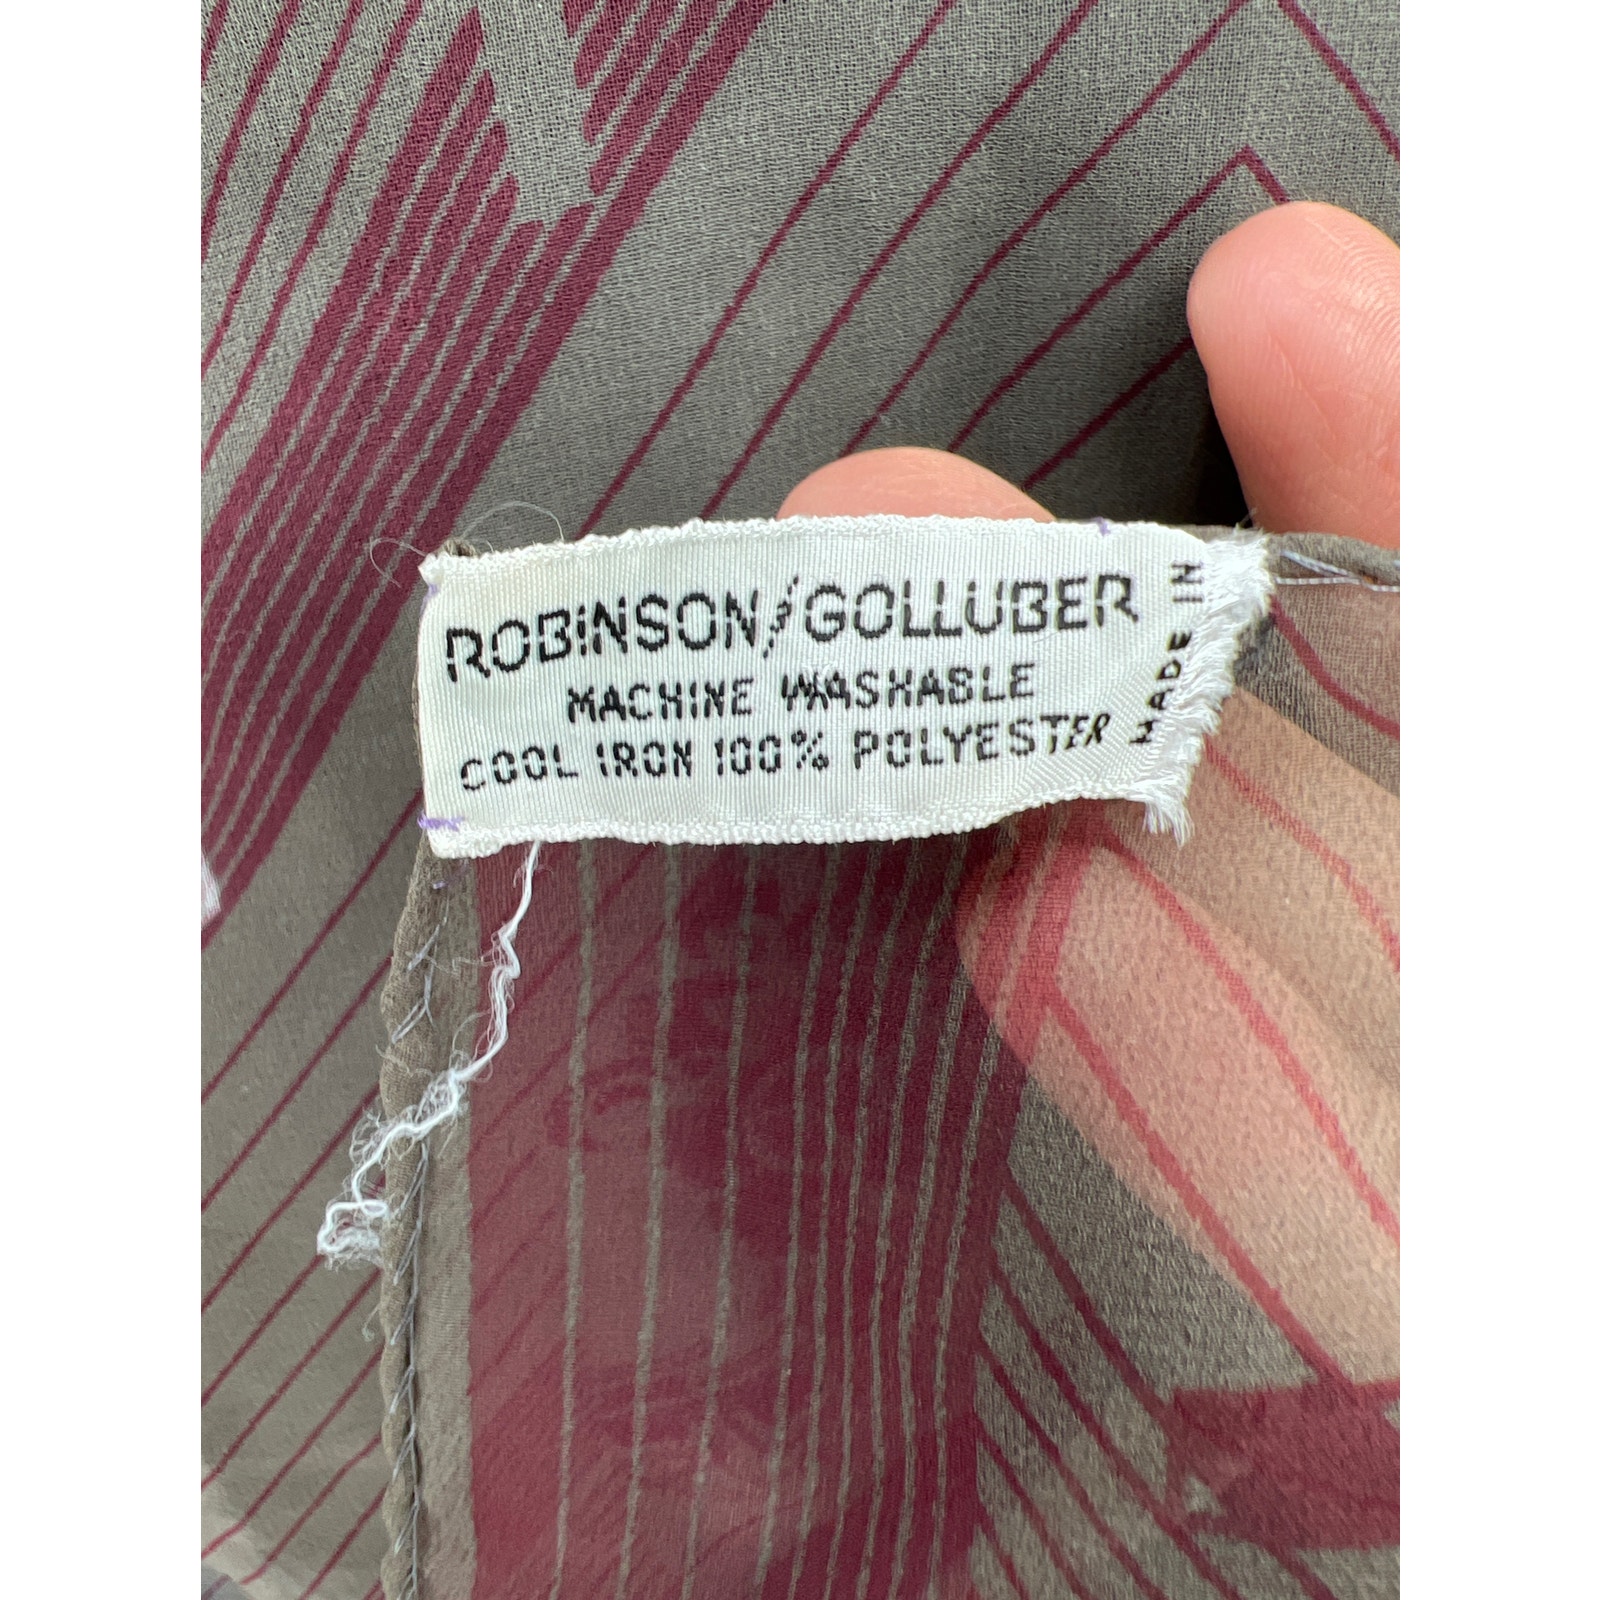 ROBINSON/GOLLUBER
MACHINE WASHABLE
COOL IRON 100% POLYESTER
MADE IN